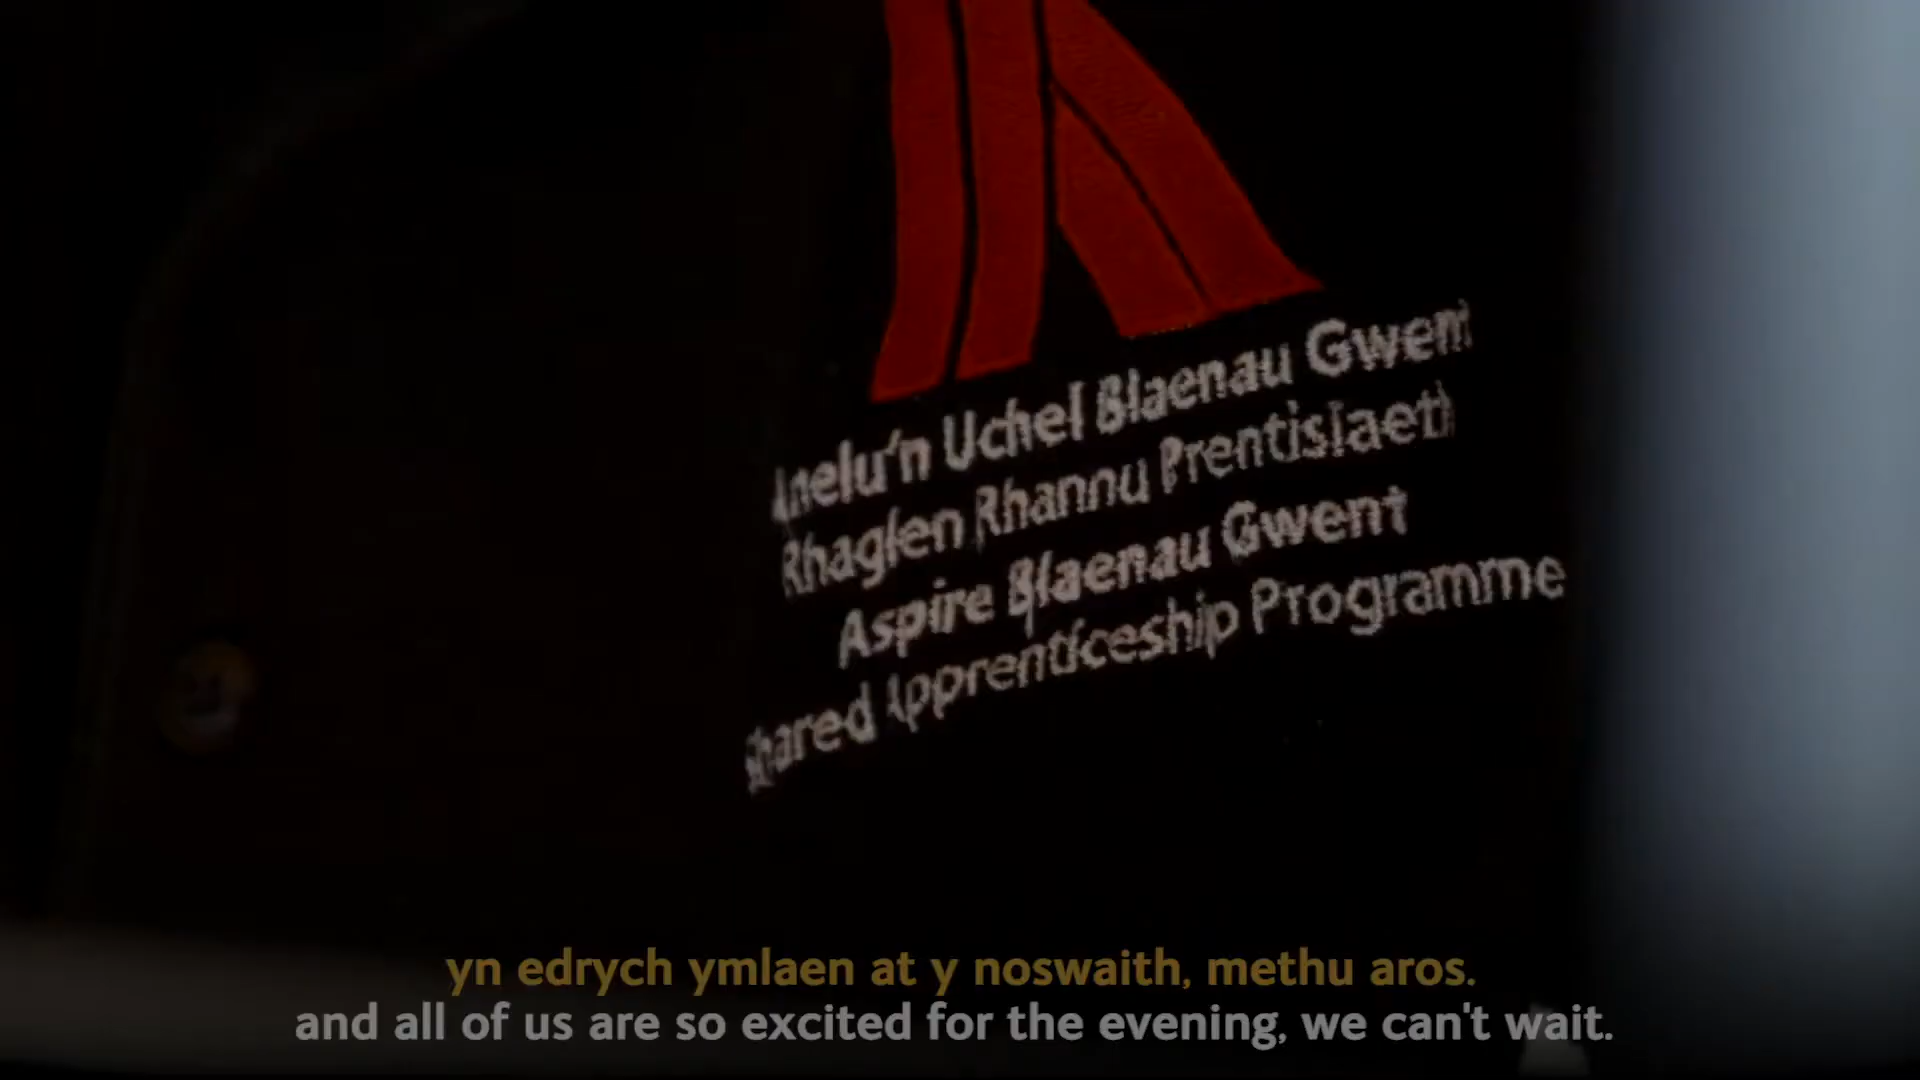 Anelu'n Uchel Blaenau Gwent
Rhaglen Rhannu Prentisiaeth
Aspire Blaenau Gwent
Shared Apprenticeship Programme
yn edrych ymlaen at y noswaith, methu aros.
and all of us are so excited for the evening, we can't wait.